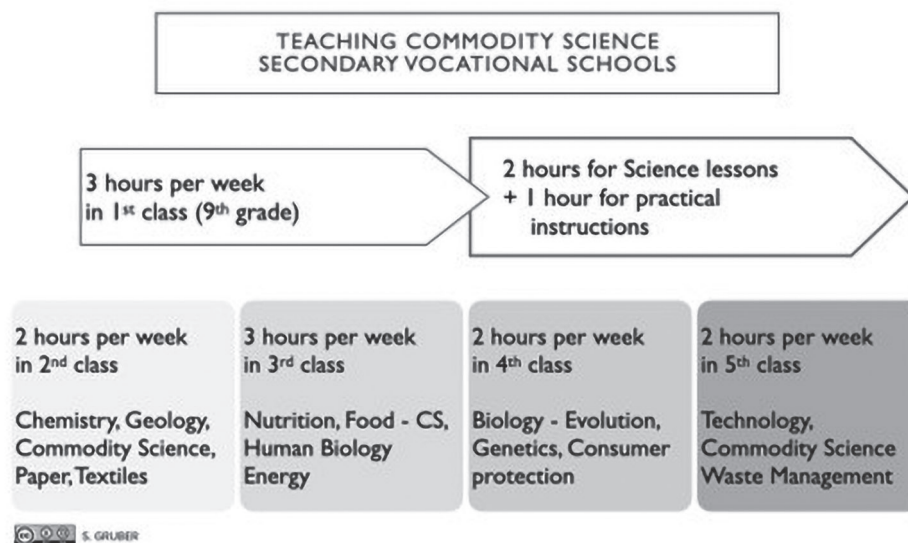 TEACHING COMMODITY SCIENCE
SECONDARY VOCATIONAL SCHOOLS
3 hours per week
in 1st class (9th grade)
2 hours for Science lessons
+ 1 hour for practical
instructions
2 hours per week
in 2nd class
Chemistry, Geology,
Commodity Science,
Paper, Textiles
3 hours per week
in 3rd class
Nutrition, Food - CS,
Human Biology
Energy
2 hours per week
in 4th class
Biology - Evolution,
Genetics, Consumer
protection
2 hours per week
in 5th class
Technology,
Commodity Science
Waste Management
cc
S. GRUBER